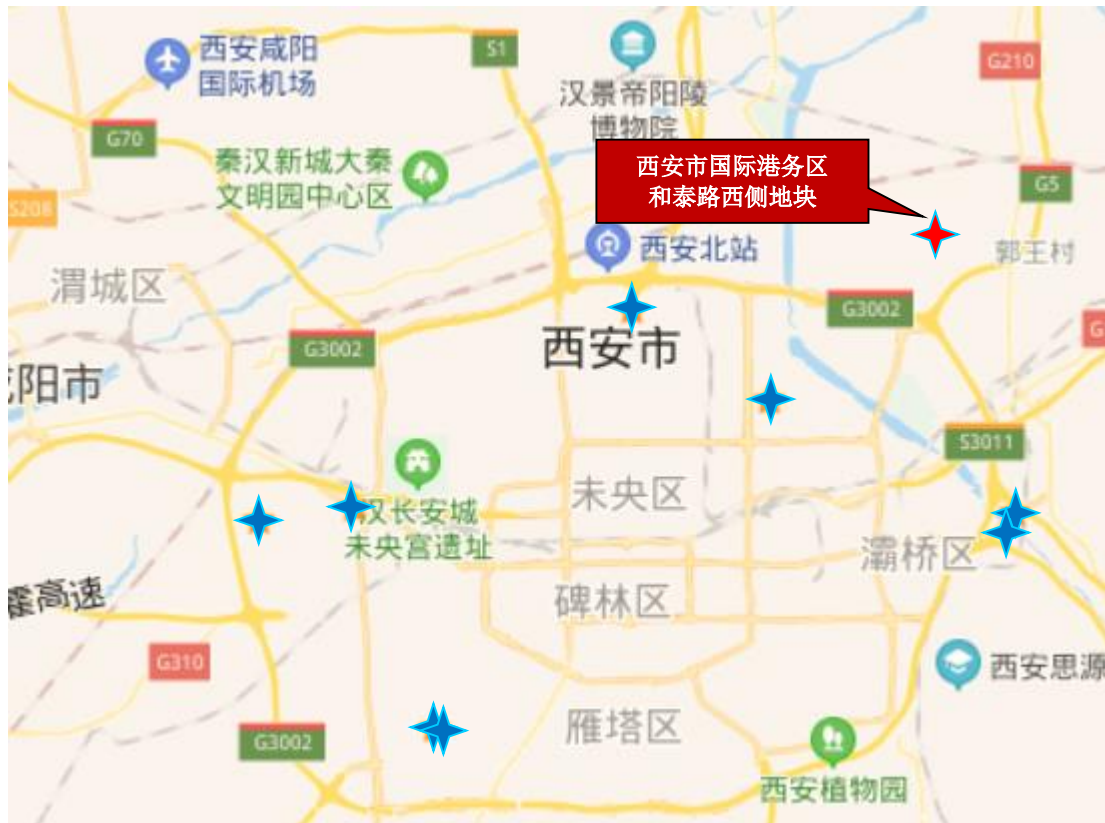 西安咸阳
国际机场
S1
汉景帝阳陵
博物院
G210
G70
秦汉新城大秦
文明园中心区
西安市国际港务区
和泰路西侧地块
G5
S208
西安北站
郭王村
渭城区
G3002
G3002
西安市
咸阳市
S3011
未央区
汉长安城
未央宫遗址
灞桥区
霍高速
碑林区
G310
西安思源
雁塔区
G3002
西安植物园